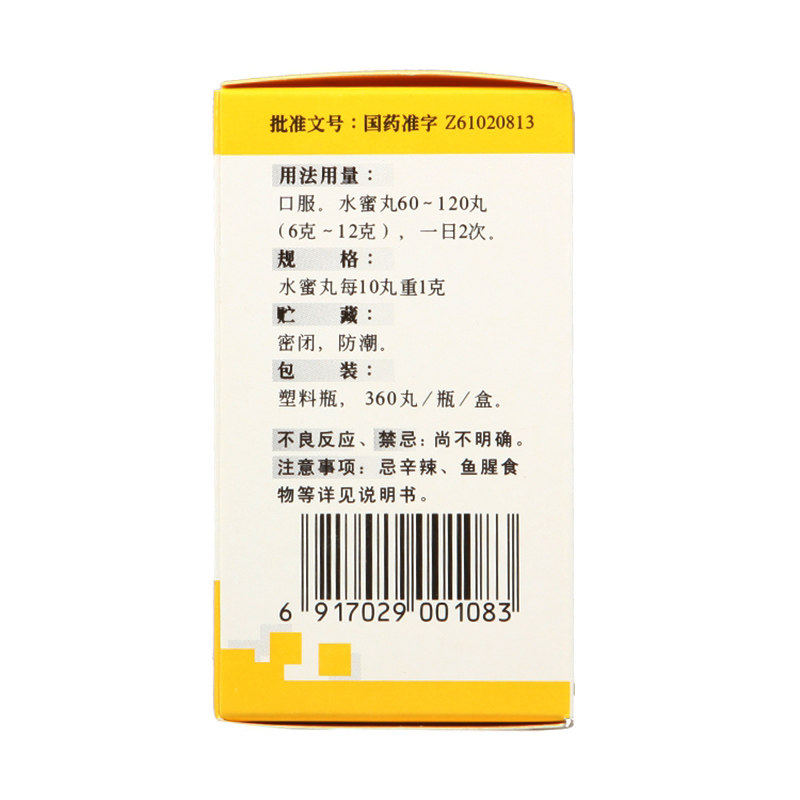 批准文号：国药准字 Z61020813
用法用量：
口服。水蜜丸60～120丸
（6克～12克），一日2次。
规 格：
水蜜丸每10丸重1克
贮 藏：
密闭，防潮。
包 装：
塑料瓶，360丸／瓶／盒。
不良反应、禁忌：尚不明确。
注意事项：忌辛辣、鱼腥食
物等详见说明书。
6 917029 001083